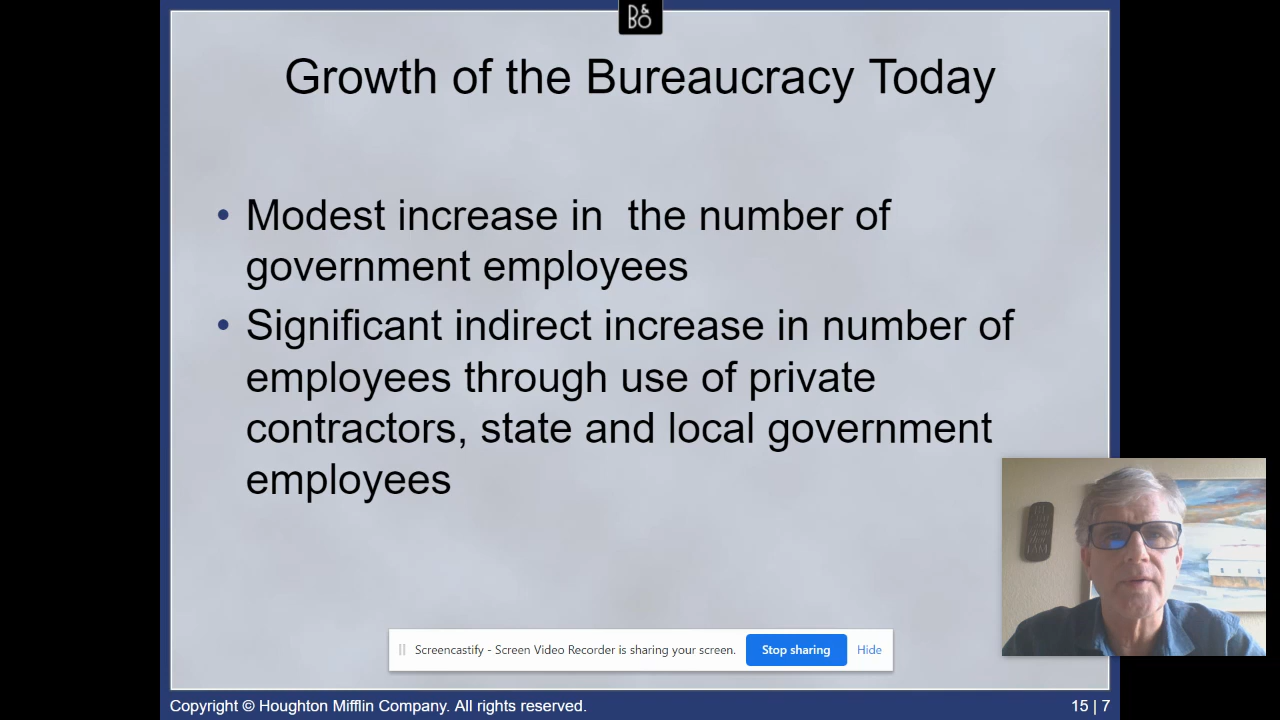 B&
BO
Growth of the Bureaucracy Today
• Modest increase in  the number of
government employees
• Significant indirect increase in number of
employees through use of private
contractors, state and local government
employees
Screencastify - Screen Video Recorder is sharing your screen. Stop sharing Hide
Copyright © Houghton Mifflin Company. All rights reserved. 15 | 7